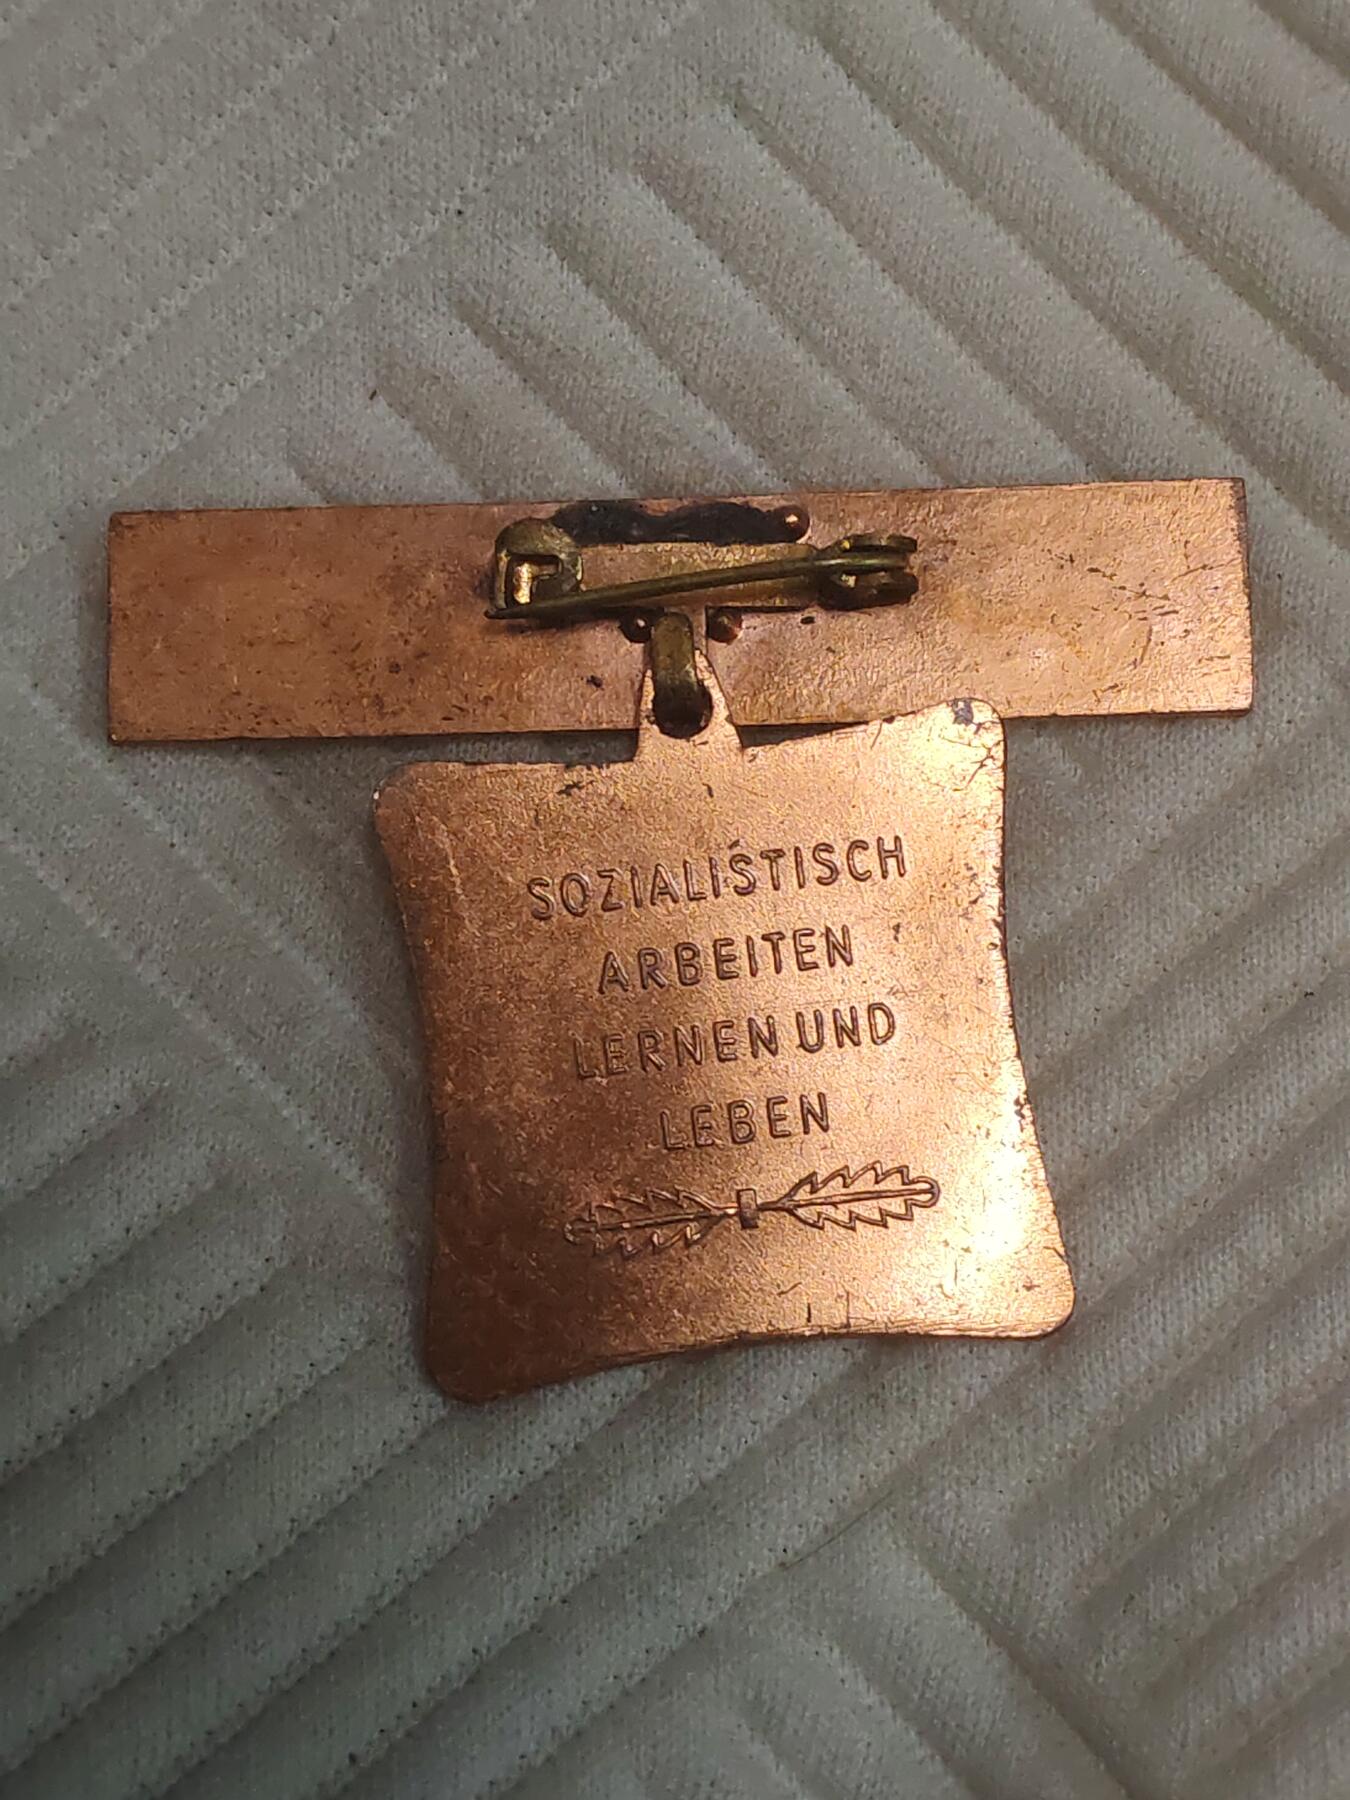 SOZIALISTISCH
ARBEITEN
LERNEN UND
LEBEN